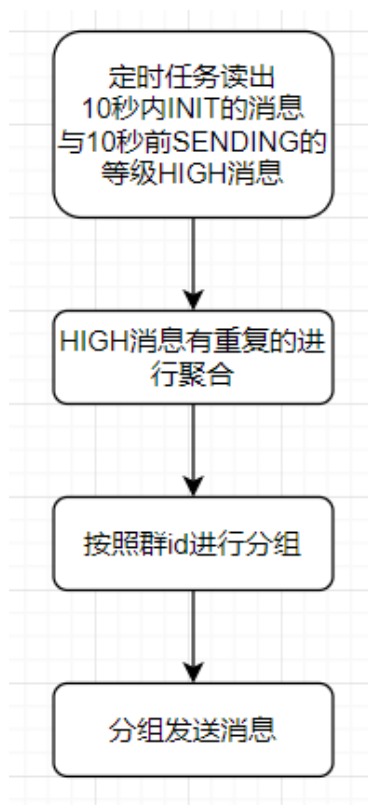 定时任务读出
10秒内INIT的消息
与10秒前SENDING的
等级HIGH消息
HIGH消息有重复的进
行聚合
按照群id进行分组
分组发送消息